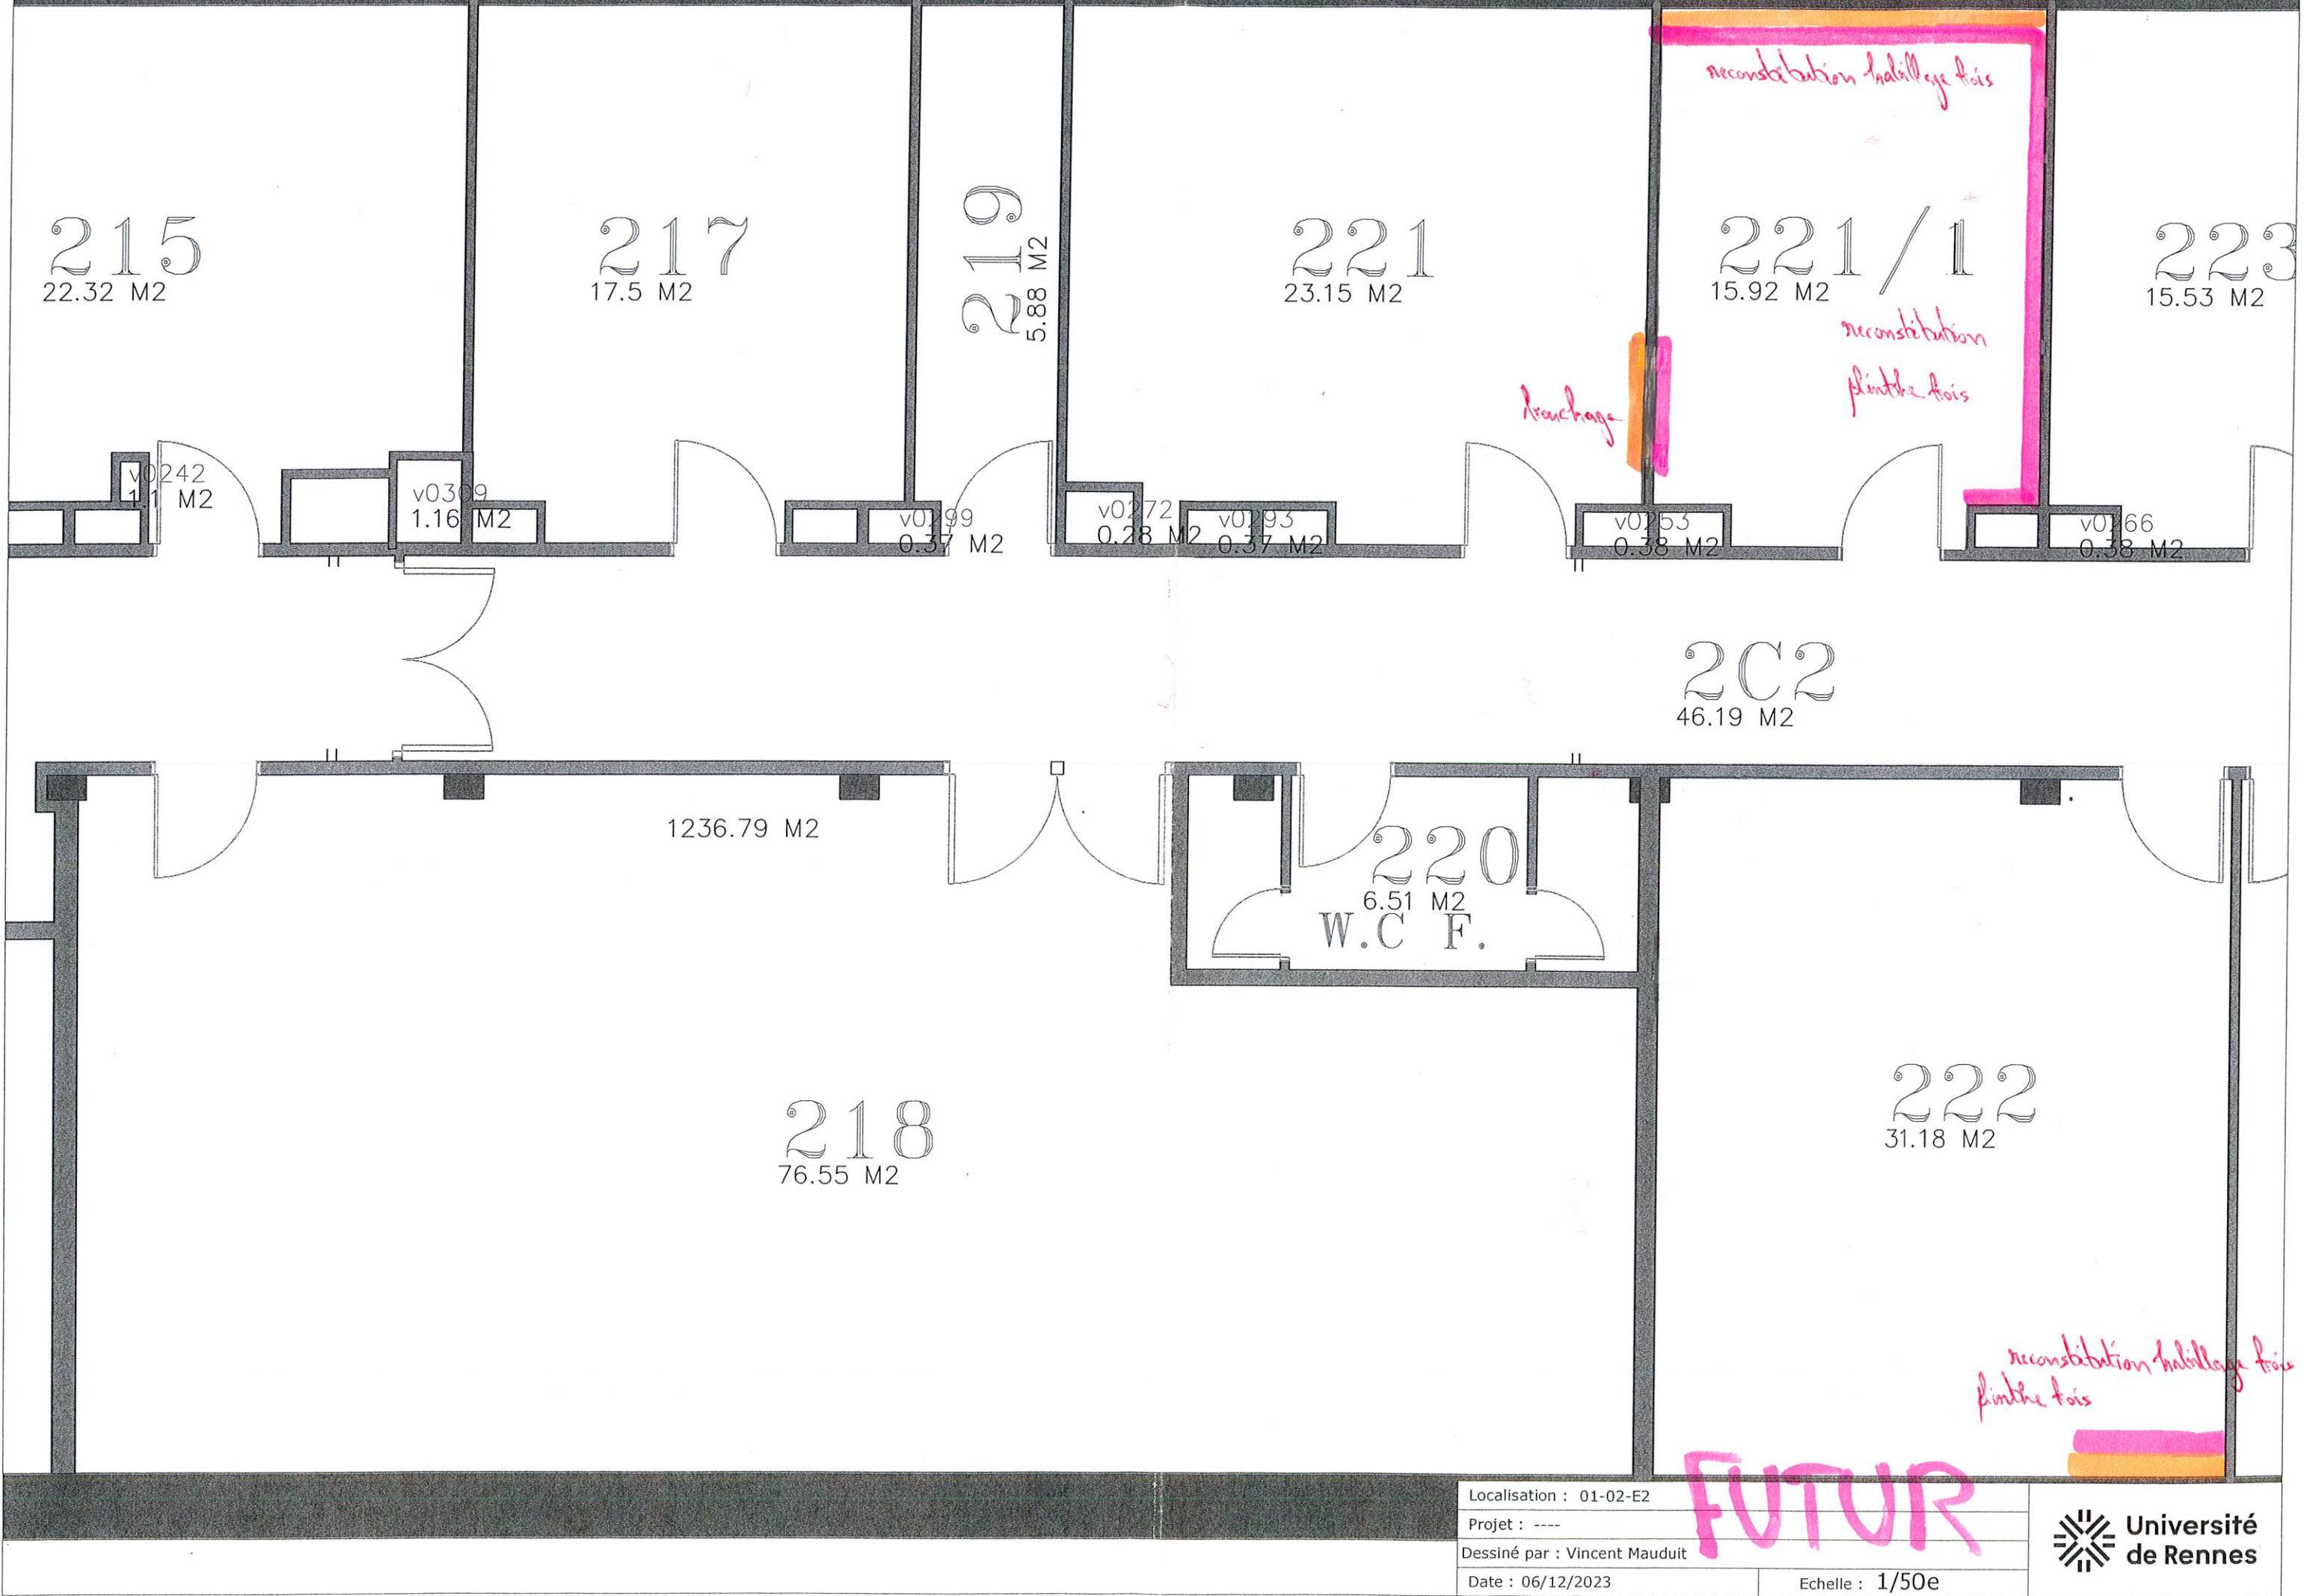 reconstitution habillage bois
215
22.32 M2
217
17.5 M2
219
5.88 M2
221
23.15 M2
221/1
15.92 M2
223
15.53 M2
reconstitution
plinthe bois
bouchage
v0242
1.1 M2
v0309
1.16 M2
v0299
0.37 M2
v0272
0.28 M2
v0293
0.37 M2
v0253
0.38 M2
v0266
0.38 M2
2C2
46.19 M2
1236.79 M2
220
6.51 M2
W.C F.
218
76.55 M2
222
31.18 M2
reconstitution habillage bois
plinthe bois
FUTUR
Localisation : 01-02-E2
Projet : ----
Dessiné par : Vincent Mauduit
Date : 06/12/2023
Echelle : 1/50e
Université
de Rennes